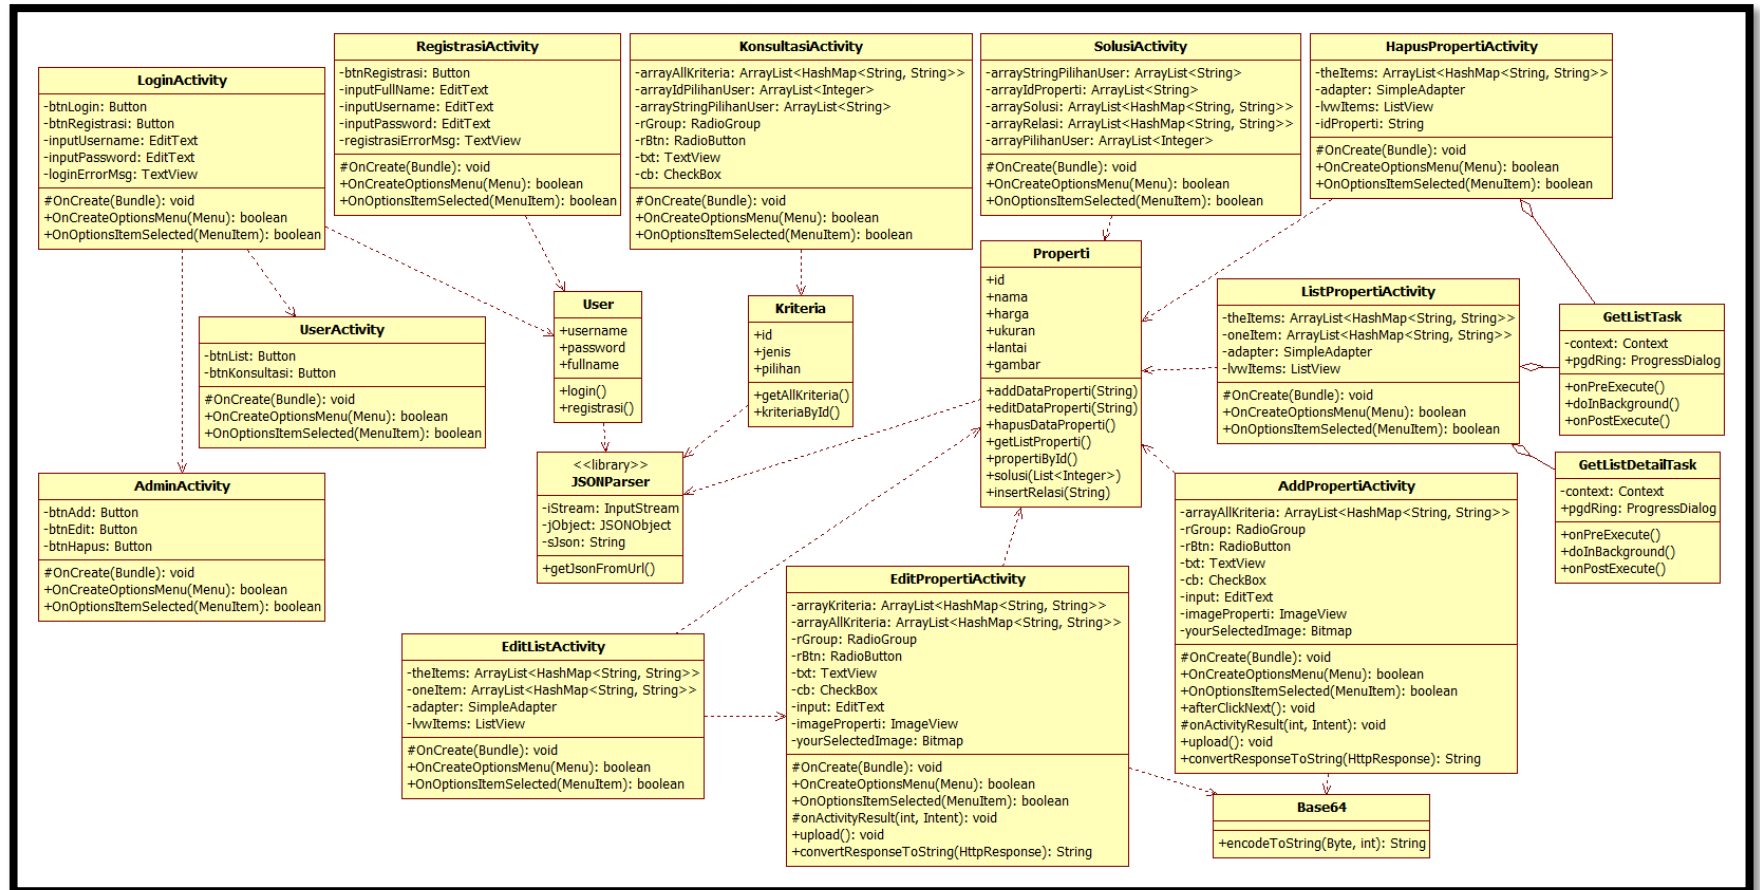 LoginActivity
-btnLogin: Button
-btnRegistrasi: Button
-inputUsername: EditText
-inputPassword: EditText
-loginErrorMsg: TextView
#OnCreate(Bundle): void
+OnCreateOptionsMenu(Menu): boolean
+OnOptionsItemSelected(MenuItem): boolean
RegistrasiActivity
-btnRegistrasi: Button
-inputFullName: EditText
-inputUsername: EditText
-inputPassword: EditText
-registrasiErrorMsg: TextView
#OnCreate(Bundle): void
+OnCreateOptionsMenu(Menu): boolean
+OnOptionsItemSelected(MenuItem): boolean
KonsultasiActivity
-arrayAllKriteria: ArrayList<HashMap<String, String>>
-arrayIdPilihanUser: ArrayList<Integer>
-arrayStringPilihanUser: ArrayList<String>
-rGroup: RadioGroup
-rBtn: RadioButton
-txt: TextView
-cb: CheckBox
#OnCreate(Bundle): void
+OnCreateOptionsMenu(Menu): boolean
+OnOptionsItemSelected(MenuItem): boolean
SolusiActivity
-arrayStringPilihanUser: ArrayList<String>
-arrayIdProperti: ArrayList<String>
-arraySolusi: ArrayList<HashMap<String, String>>
-arrayRelasi: ArrayList<HashMap<String, String>>
-arrayPilihanUser: ArrayList<Integer>
#OnCreate(Bundle): void
+OnCreateOptionsMenu(Menu): boolean
+OnOptionsItemSelected(MenuItem): boolean
HapusPropertiActivity
-theItems: ArrayList<HashMap<String, String>>
-adapter: SimpleAdapter
-lvwItems: ListView
-idProperti: String
#OnCreate(Bundle): void
+OnCreateOptionsMenu(Menu): boolean
+OnOptionsItemSelected(MenuItem): boolean
UserActivity
-btnList: Button
-btnKonsultasi: Button
#OnCreate(Bundle): void
+OnCreateOptionsMenu(Menu): boolean
+OnOptionsItemSelected(MenuItem): boolean
User
+username
+password
+fullname
+login()
+registrasi()
Kriteria
+id
+jenis
+pilihan
+getAllKriteria()
+kriteriaById()
Properti
+id
+nama
+harga
+ukuran
+lantai
+gambar
+addDataProperti(String)
+editDataProperti(String)
+hapusDataProperti()
+getListProperti()
+propertiById()
+solusi(List<Integer>)
+insertRelasi(String)
ListPropertiActivity
-theItems: ArrayList<HashMap<String, String>>
-oneItem: ArrayList<HashMap<String, String>>
-adapter: SimpleAdapter
-lvwItems: ListView
#OnCreate(Bundle): void
+OnCreateOptionsMenu(Menu): boolean
+OnOptionsItemSelected(MenuItem): boolean
GetListTask
-context: Context
+pgdRing: ProgressDialog
+onPreExecute()
+doInBackground()
+onPostExecute()
AdminActivity
-btnAdd: Button
-btnEdit: Button
-btnHapus: Button
#OnCreate(Bundle): void
+OnCreateOptionsMenu(Menu): boolean
+OnOptionsItemSelected(MenuItem): boolean
<<library>>
JSONParser
-iStream: InputStream
-jObject: JSONObject
-sJson: String
+getJsonFromUrl()
GetListDetailTask
-context: Context
+pgdRing: ProgressDialog
+onPreExecute()
+doInBackground()
+onPostExecute()
AddPropertiActivity
-arrayAllKriteria: ArrayList<HashMap<String, String>>
-rGroup: RadioGroup
-rBtn: RadioButton
-txt: TextView
-cb: CheckBox
-input: EditText
-imageProperti: ImageView
-yourSelectedImage: Bitmap
#OnCreate(Bundle): void
+OnCreateOptionsMenu(Menu): boolean
+OnOptionsItemSelected(MenuItem): boolean
+afterClickNext(): void
#onActivityResult(int, Intent): void
+upload(): void
+convertResponseToString(HttpResponse): String
EditListActivity
-theItems: ArrayList<HashMap<String, String>>
-oneItem: ArrayList<HashMap<String, String>>
-adapter: SimpleAdapter
-lvwItems: ListView
#OnCreate(Bundle): void
+OnCreateOptionsMenu(Menu): boolean
+OnOptionsItemSelected(MenuItem): boolean
EditPropertiActivity
-arrayKriteria: ArrayList<HashMap<String, String>>
-arrayAllKriteria: ArrayList<HashMap<String, String>>
-rGroup: RadioGroup
-rBtn: RadioButton
-txt: TextView
-cb: CheckBox
-input: EditText
-imageProperti: ImageView
-yourSelectedImage: Bitmap
#OnCreate(Bundle): void
+OnCreateOptionsMenu(Menu): boolean
+OnOptionsItemSelected(MenuItem): boolean
#onActivityResult(int, Intent): void
+upload(): void
+convertResponseToString(HttpResponse): String
Base64
+encodeToString(Byte, int): String